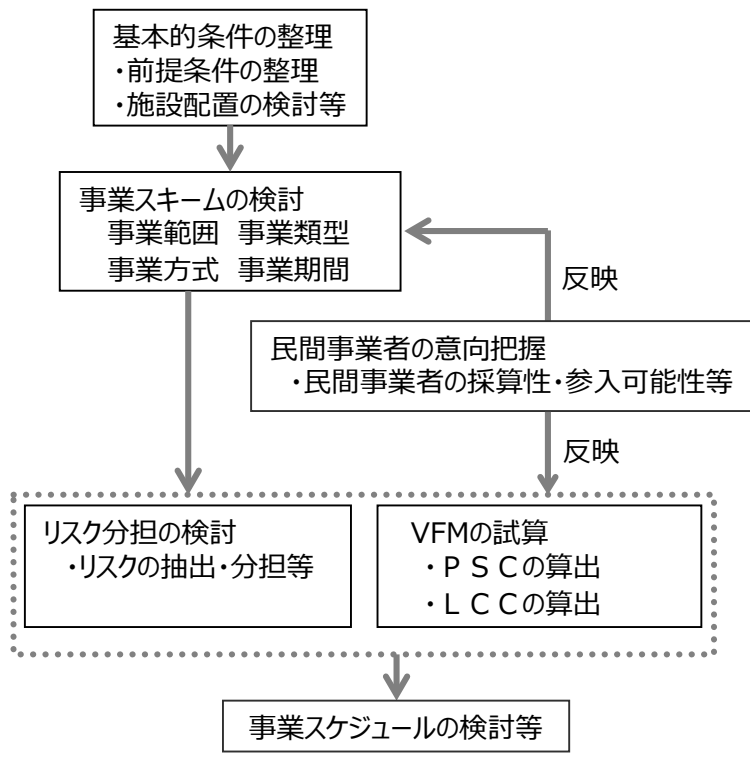 基本的条件の整理
・前提条件の整理
・施設配置の検討等
事業スキームの検討
事業範囲 事業類型
事業方式 事業期間
反映
民間事業者の意向把握
・民間事業者の採算性・参入可能性等
反映
リスク分担の検討
・リスクの抽出・分担等
VFMの試算
・ＰＳＣの算出
・ＬＣＣの算出
事業スケジュールの検討等